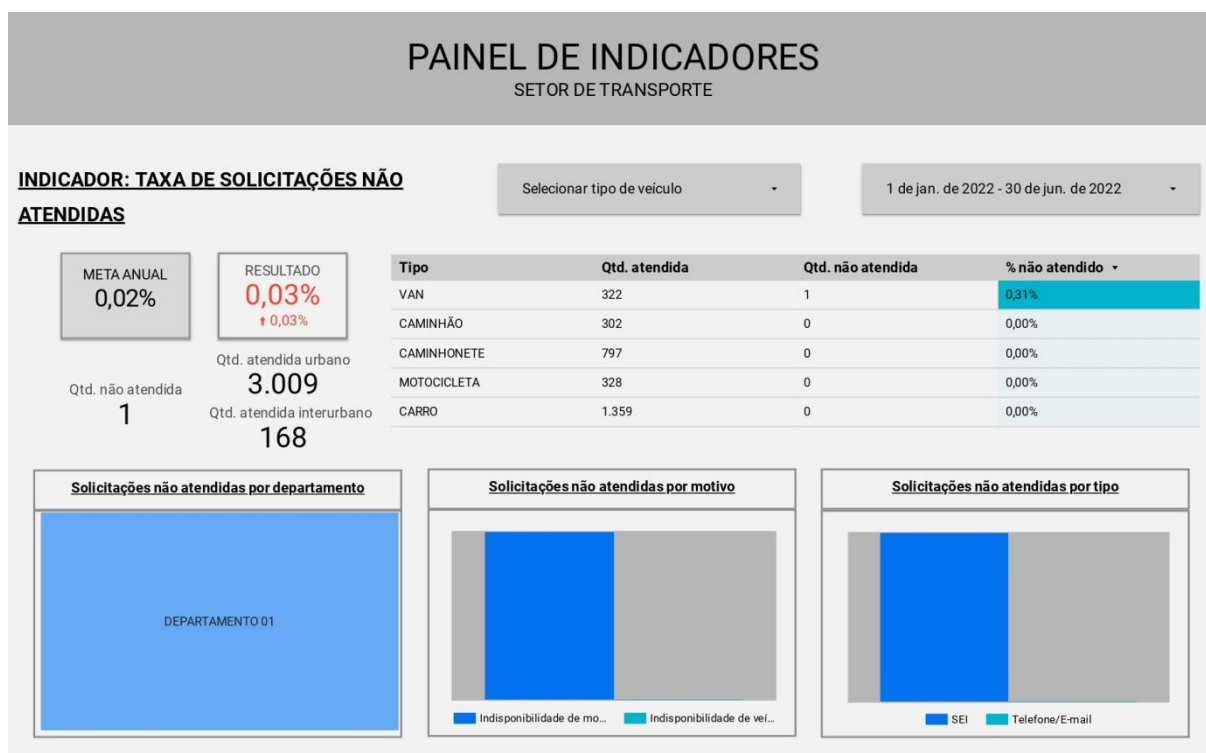 PAINEL DE INDICADORES
SETOR DE TRANSPORTE
INDICADOR: TAXA DE SOLICITAÇÕES NÃO
ATENDIDAS
Selecionar tipo de veículo
1 de jan. de 2022 - 30 de jun. de 2022
META ANUAL
0,02%
RESULTADO
0,03%
0,03%
Qtd. não atendida
1
Qtd. atendida urbano
3.009
Qtd. atendida interurbano
168
Tipo Qtd. atendida Qtd. não atendida % não atendido
VAN 322 1 0,31%
CAMINHÃO 302 0 0,00%
CAMINHONETE 797 0 0,00%
MOTOCICLETA 328 0 0,00%
CARRO 1.359 0 0,00%
Solicitações não atendidas por departamento
DEPARTAMENTO 01
Solicitações não atendidas por motivo
Indisponibilidade de mo... Indisponibilidade de veí...
Solicitações não atendidas por tipo
SEI Telefone/E-mail